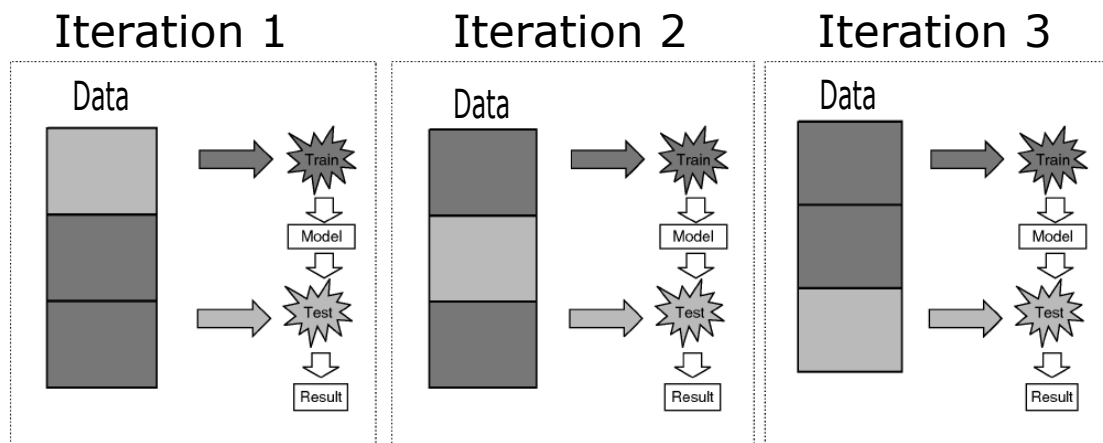 Iteration 1
Data
Train
Model
Test
Result
Iteration 2
Data
Train
Model
Test
Result
Iteration 3
Data
Train
Model
Test
Result